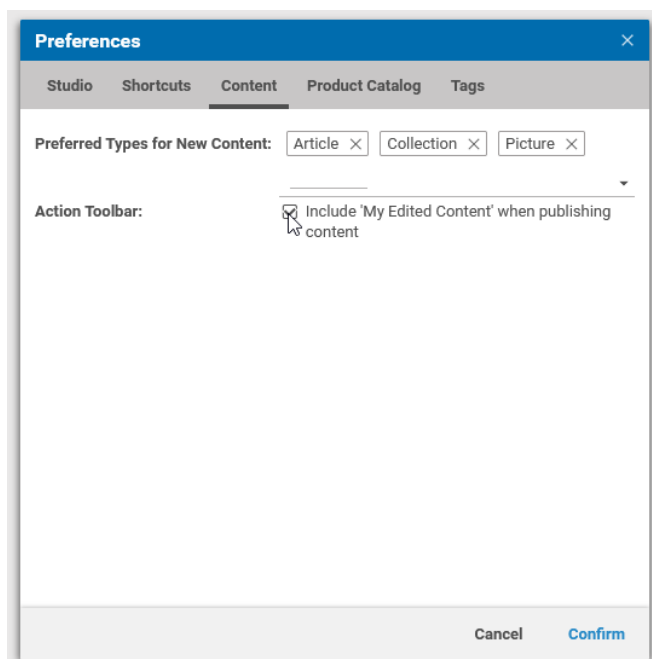 Preferences
Studio Shortcuts Content Product Catalog Tags
Preferred Types for New Content: Article Collection Picture
Action Toolbar: Include 'My Edited Content' when publishing
content
Cancel Confirm